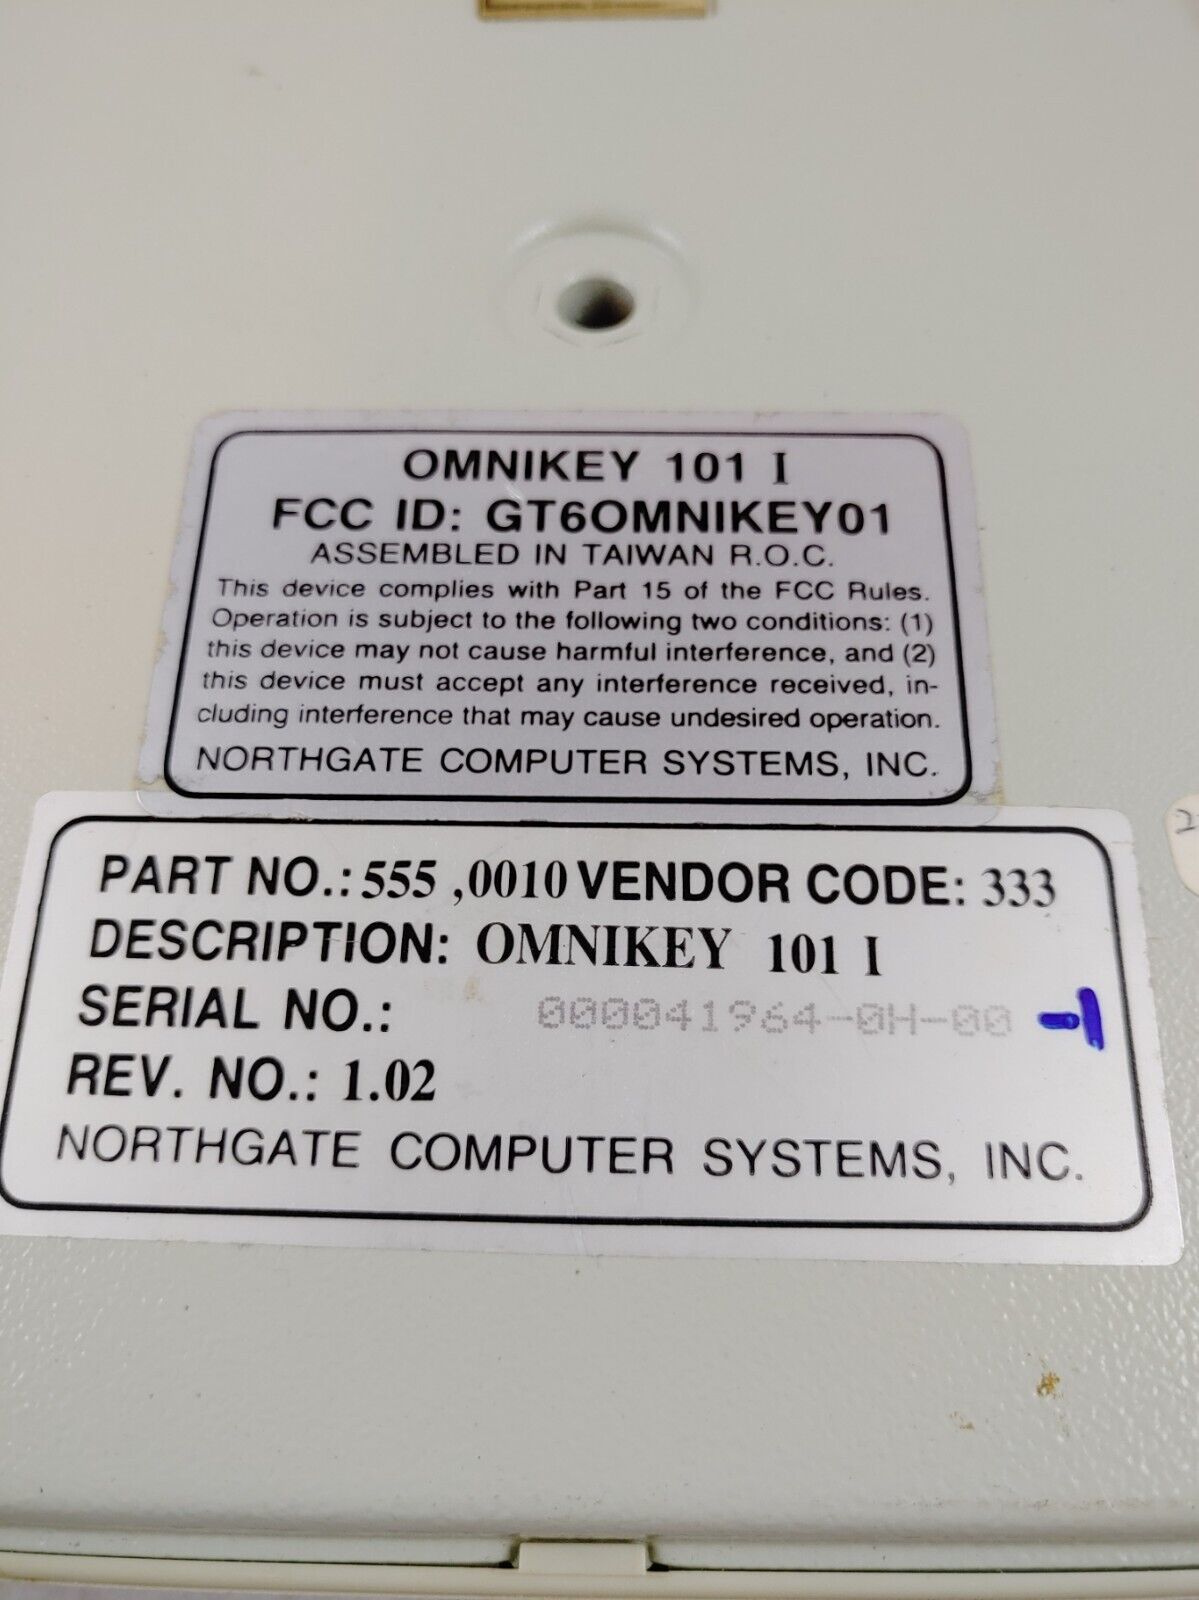 OMNIKEY 101 I
FCC ID: GT6OMNIKEY01
ASSEMBLED IN TAIWAN R.O.C.
This device complies with Part 15 of the FCC Rules.
Operation is subject to the following two conditions: (1)
this device may not cause harmful interference, and (2)
this device must accept any interference received, in-
cluding interference that may cause undesired operation.
NORTHGATE COMPUTER SYSTEMS, INC.
2
PART NO.: 555 ,0010 VENDOR CODE: 333
DESCRIPTION: OMNIKEY 101 I
SERIAL NO.: 000041964-0H-00
REV. NO.: 1.02
NORTHGATE COMPUTER SYSTEMS, INC.